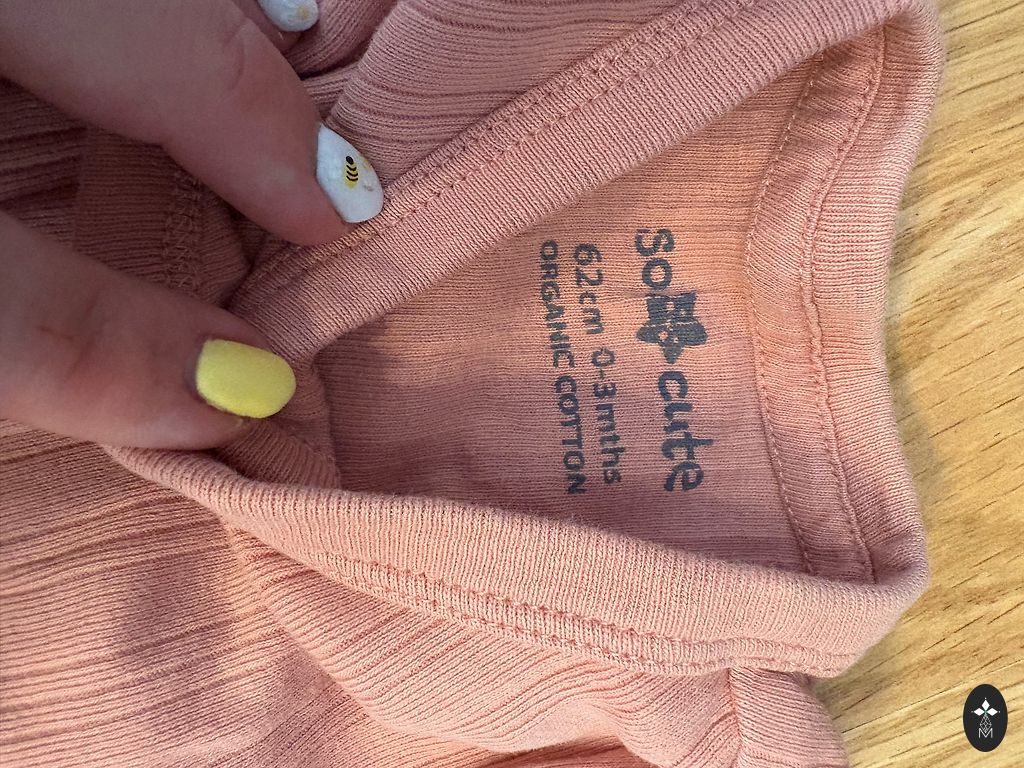 SO CUTE
62cm 0-3mths
ORGANIC COTTON
M